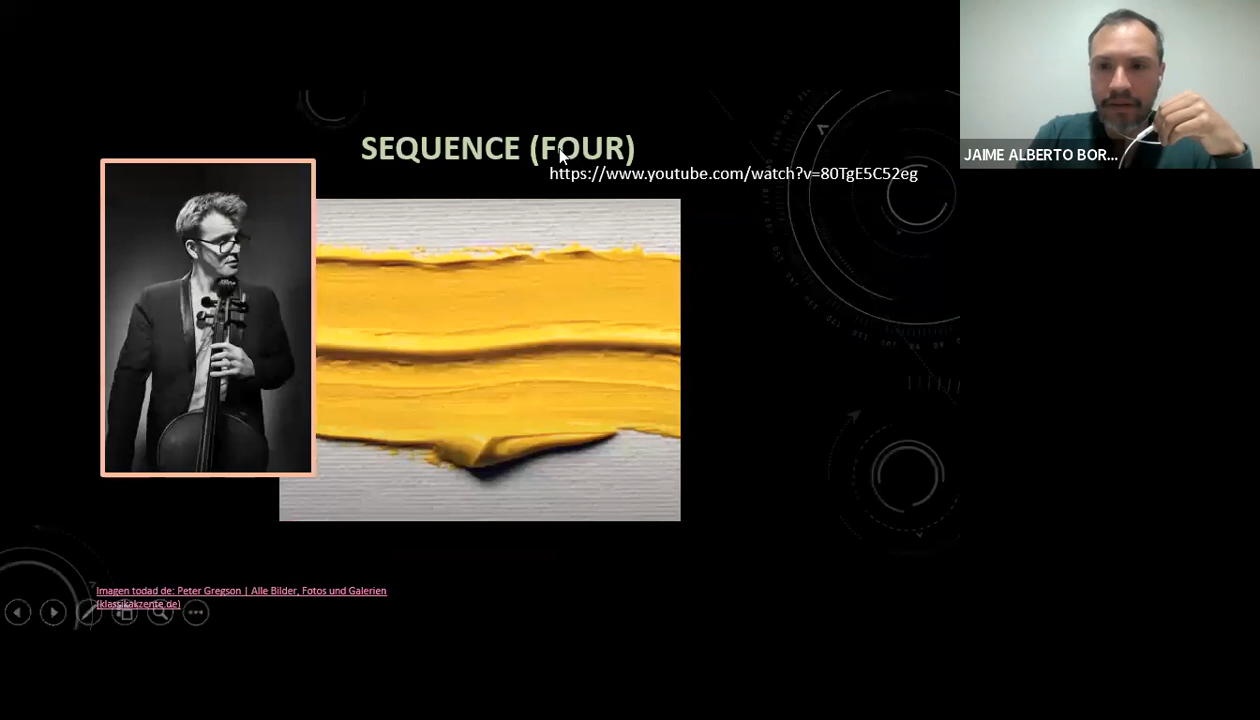 SEQUENCE (FOUR)
https://www.youtube.com/watch?v=80TgE5C52eg
JAIME ALBERTO BOR...
Imagen todad de: Peter Gregson | Alle Bilder, Fotos und Galerien
(klassikakzente.de)